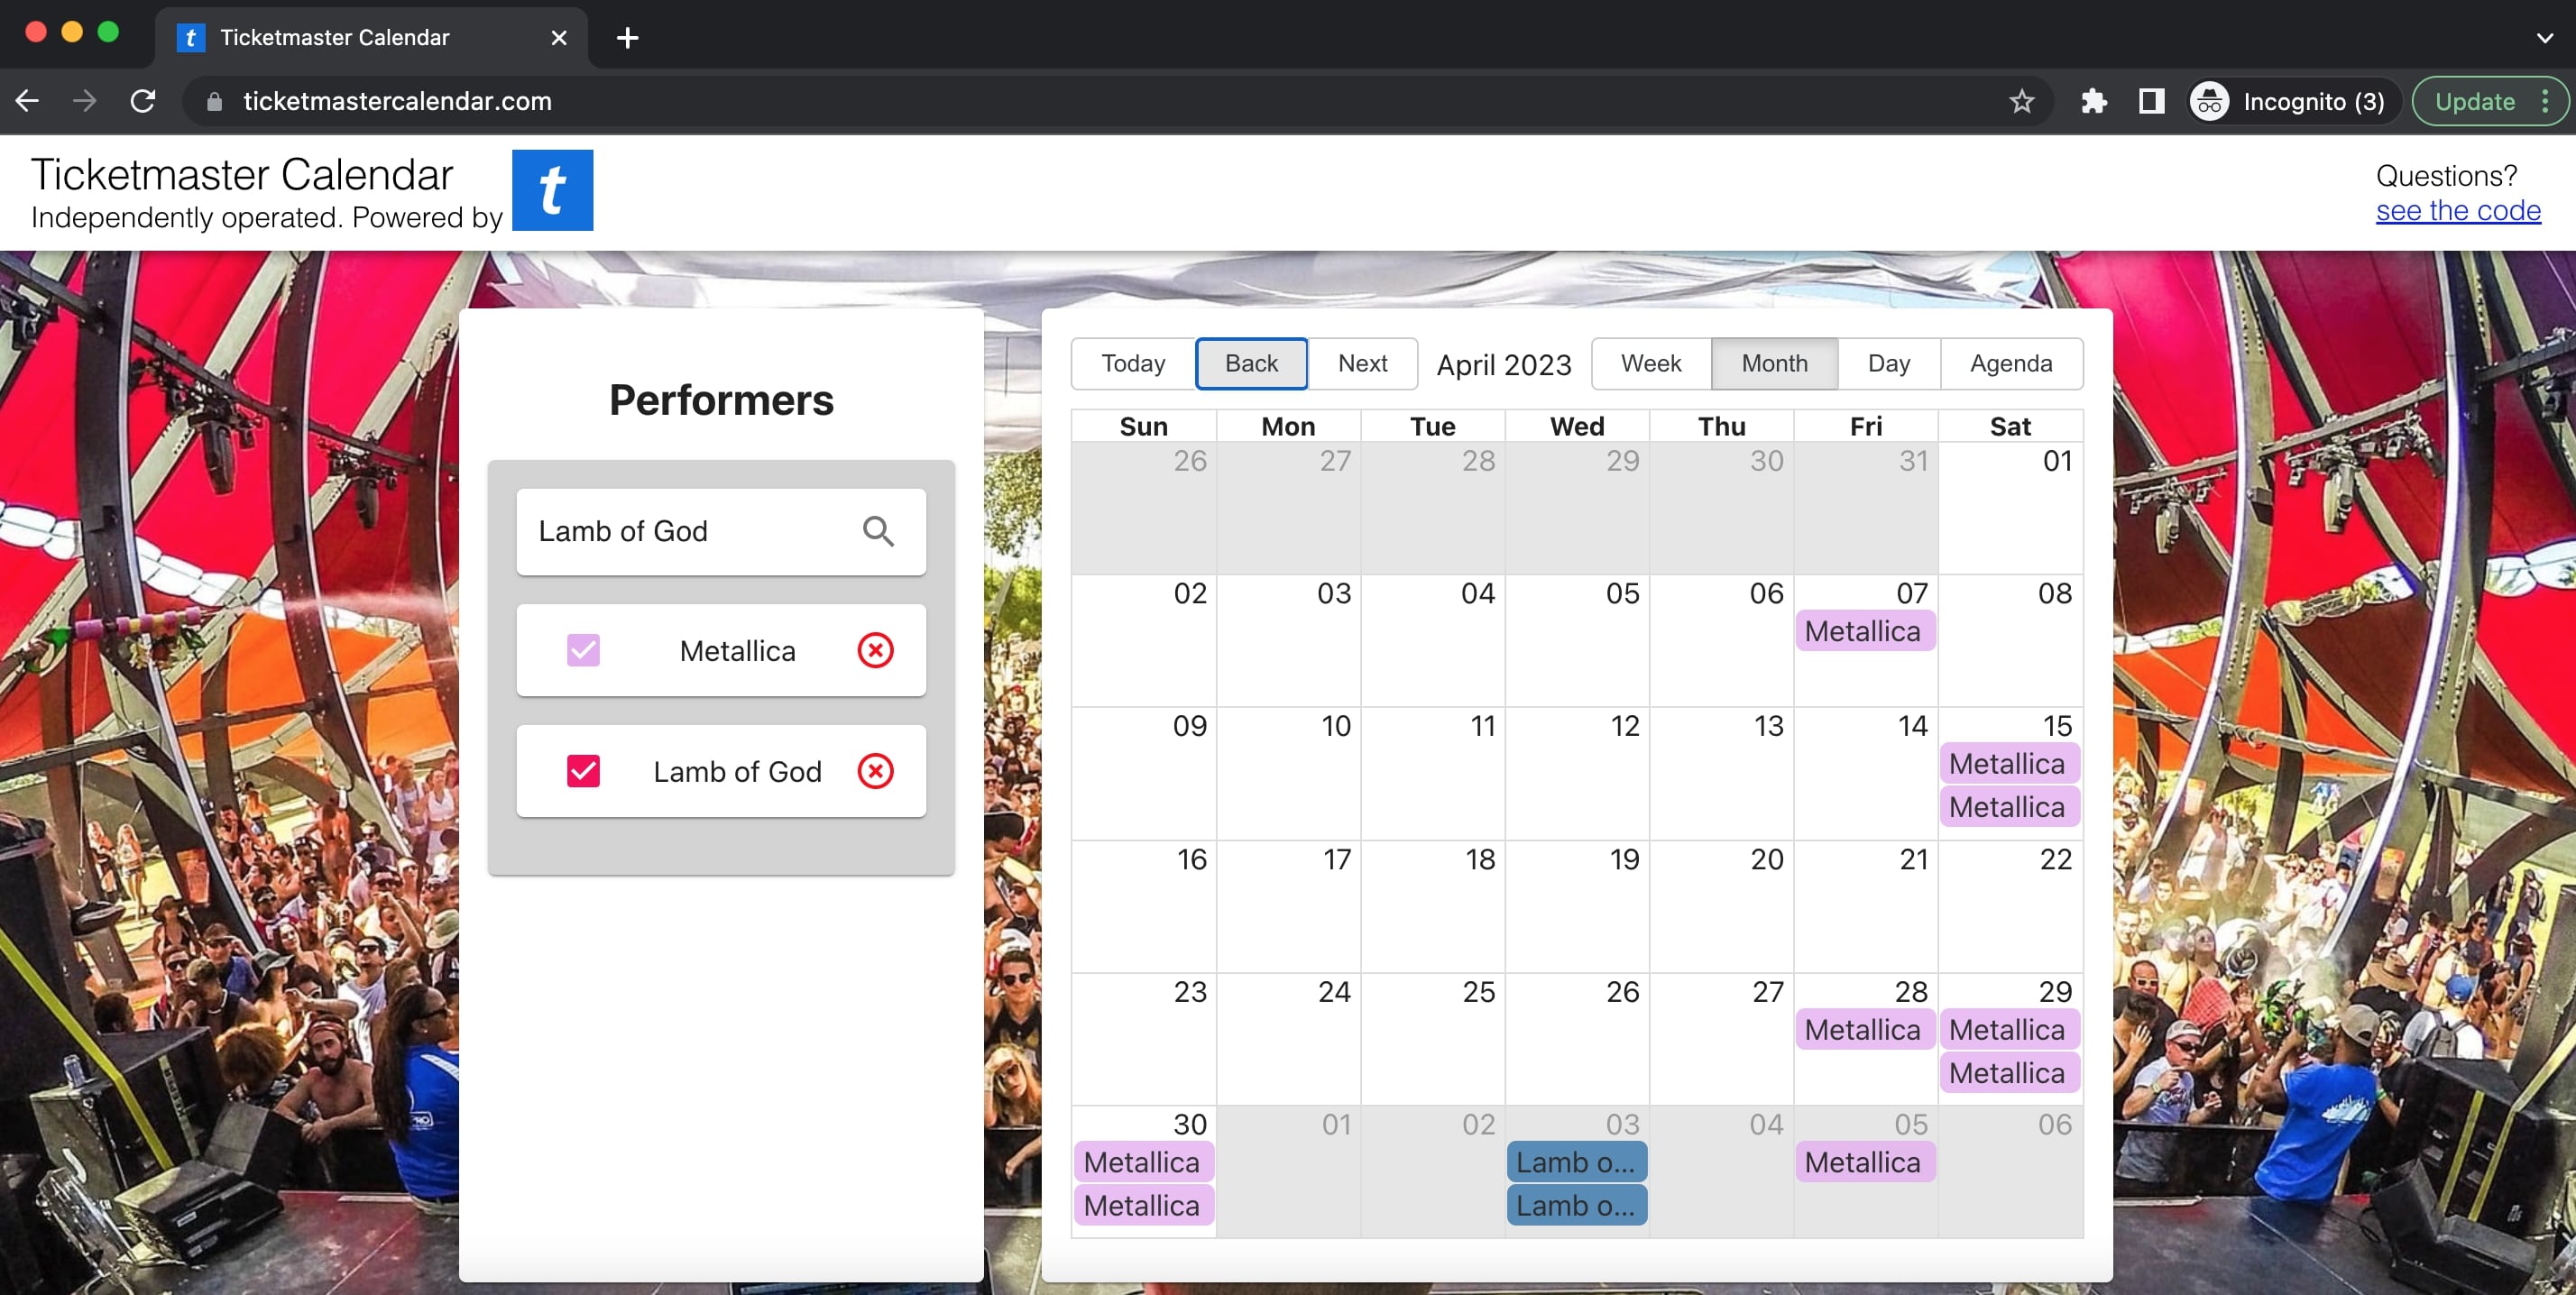 Ticketmaster Calendar
ticketmastercalendar.com
Incognito (3)
Update
Ticketmaster Calendar
Independently operated. Powered by
t
Questions?
see the code
Performers
Lamb of God
Metallica
Lamb of God
Today Back Next April 2023 Week Month Day Agenda
Sun Mon Tue Wed Thu Fri Sat
26 27 28 29 30 31 01
02 03 04 05 06 07 08
Metallica
09 10 11 12 13 14 15
Metallica
Metallica
16 17 18 19 20 21 22
23 24 25 26 27 28 29
Metallica Metallica
Metallica
30 01 02 03 04 05 06
Metallica Lamb o... Metallica
Metallica Lamb o...